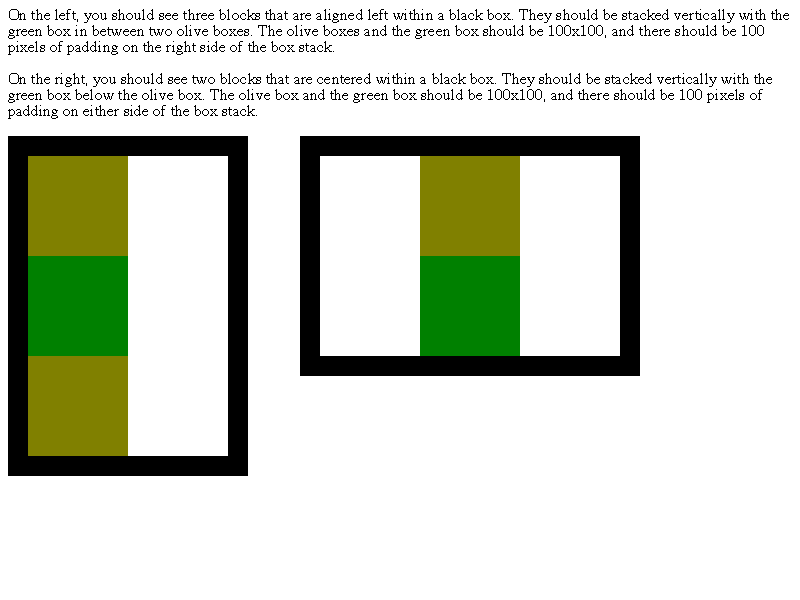 On the left, you should see three blocks that are aligned left within a black box. They should be stacked vertically with the
green box in between two olive boxes. The olive boxes and the green box should be 100x100, and there should be 100
pixels of padding on the right side of the box stack.
On the right, you should see two blocks that are centered within a black box. They should be stacked vertically with the
green box below the olive box. The olive box and the green box should be 100x100, and there should be 100 pixels of
padding on either side of the box stack.